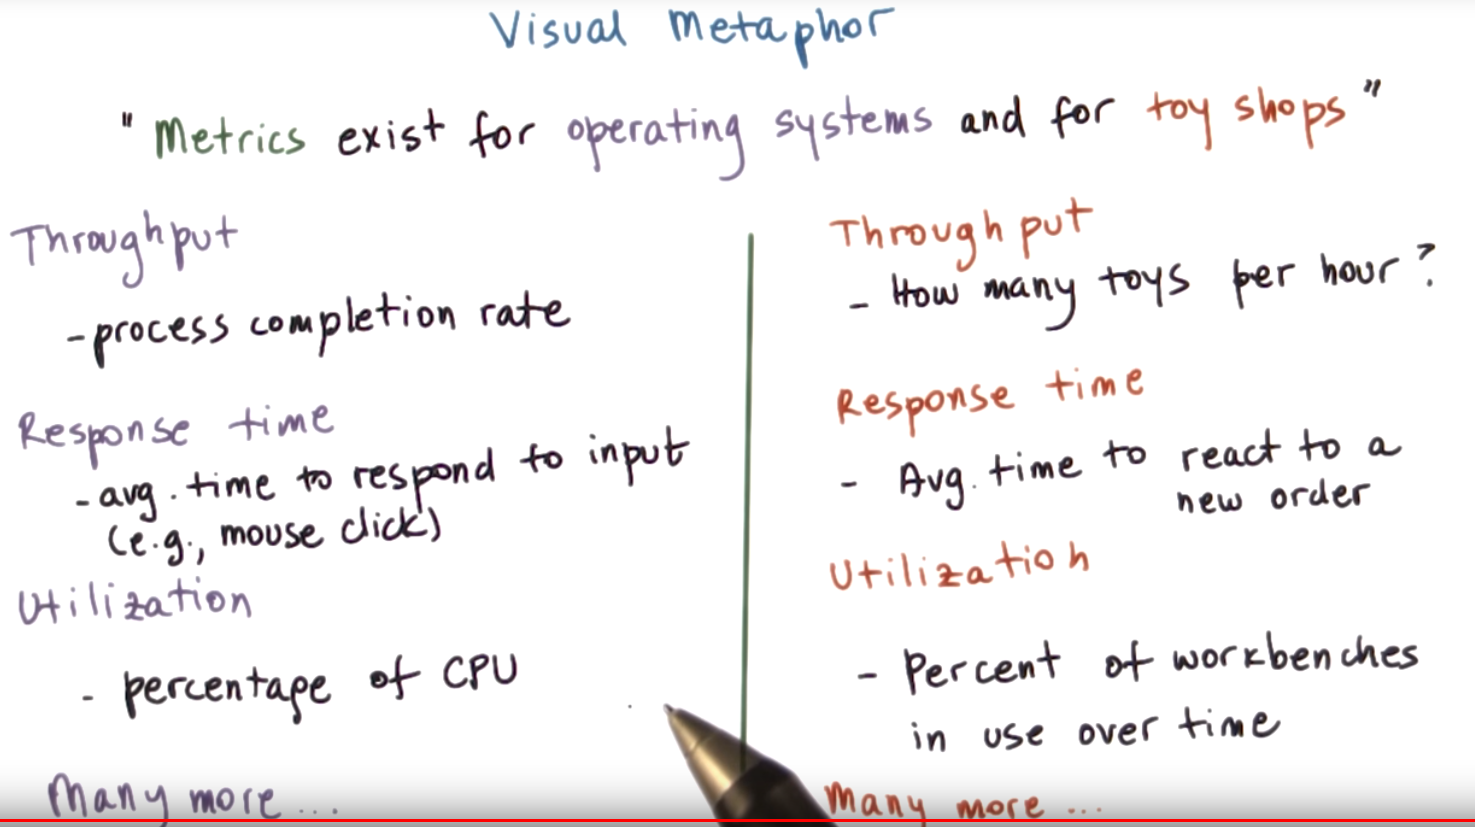 Visual Metaphor
"Metrics exist for operating systems and for toy shops"
Throughput
- process completion rate
Response time
- avg. time to respond to input
(e.g., mouse click)
Utilization
- percentage of CPU
Many more...
Throughput
- How many toys per hour?
Response time
- Avg. time to react to a
new order
Utilization
- Percent of workbenches
in use over time
Many more...